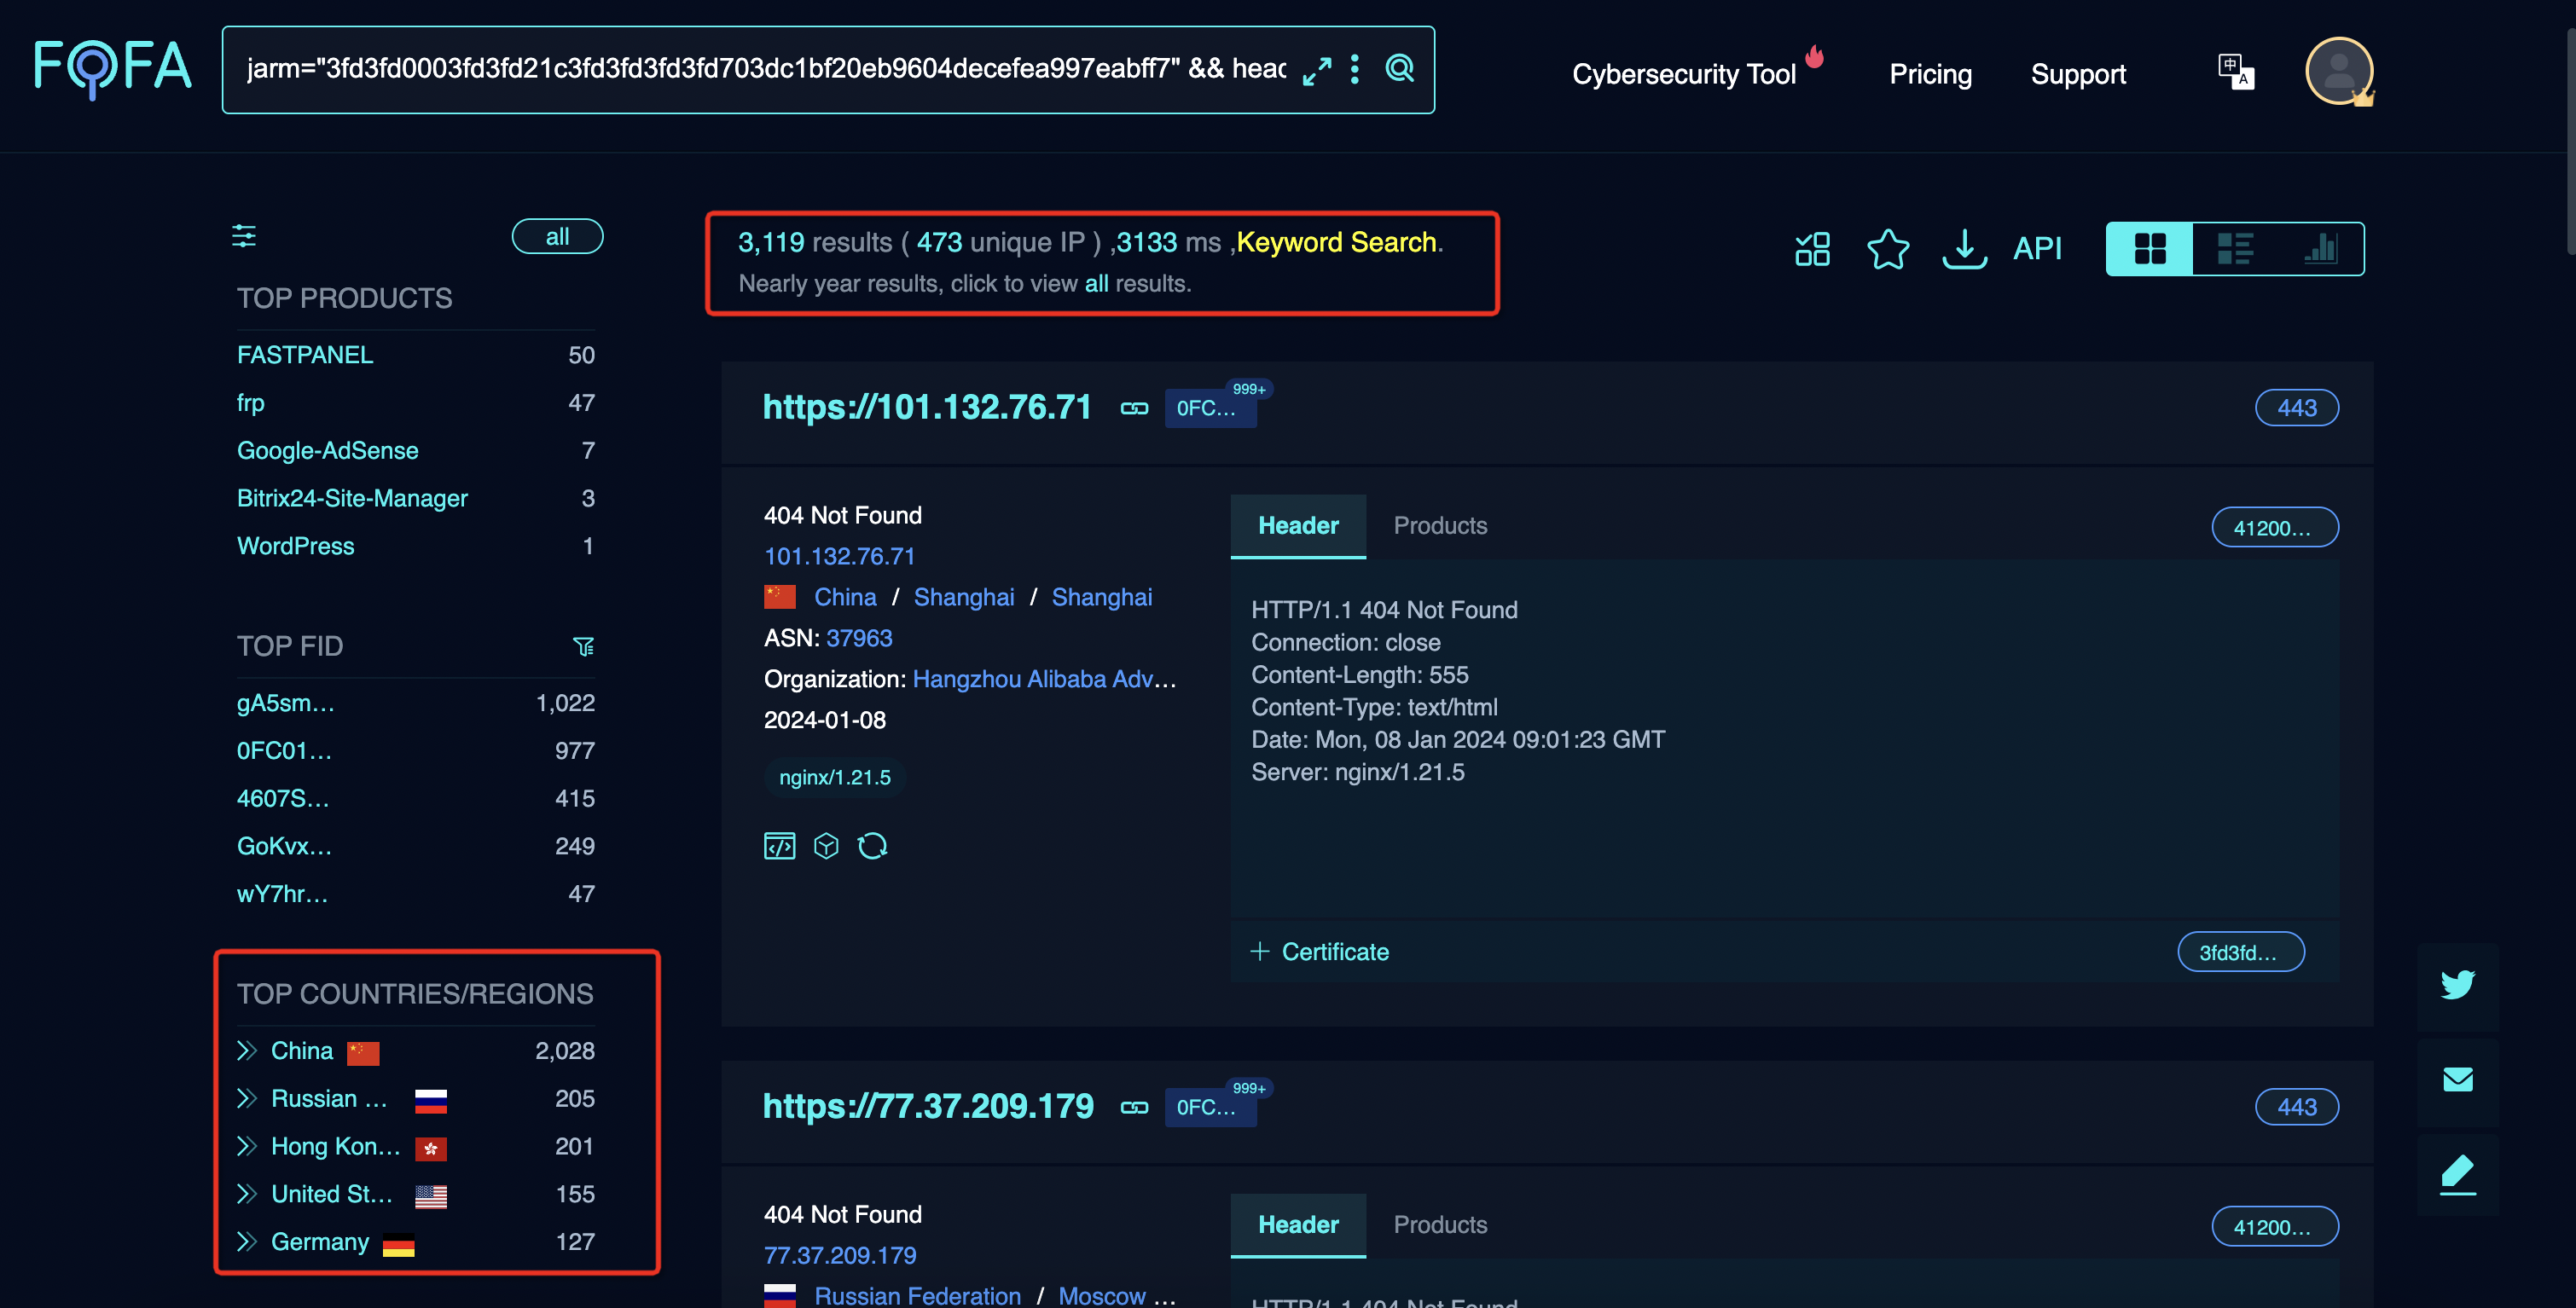 FOFA
jarm="3fd3fd0003fd3fd21c3fd3fd3fd3fd703dc1bf20eb9604decefea997eabff7" && head
Cybersecurity Tool
Pricing
Support
中
A
all
TOP PRODUCTS
FASTPANEL 50
frp 47
Google-AdSense 7
Bitrix24-Site-Manager 3
WordPress 1
TOP FID
gA5sm... 1,022
0FC01... 977
4607S... 415
GoKvx... 249
wY7hr... 47
TOP COUNTRIES/REGIONS
China 2,028
Russian ... 205
Hong Kon... 201
United St... 155
Germany 127
3,119 results ( 473 unique IP ) ,3133 ms ,Keyword Search.
Nearly year results, click to view all results.
API
https://101.132.76.71 0FC... 999+ 443
404 Not Found
101.132.76.71
China / Shanghai / Shanghai
ASN: 37963
Organization: Hangzhou Alibaba Adv...
2024-01-08
nginx/1.21.5
Header Products 41200...
HTTP/1.1 404 Not Found
Connection: close
Content-Length: 555
Content-Type: text/html
Date: Mon, 08 Jan 2024 09:01:23 GMT
Server: nginx/1.21.5
+ Certificate 3fd3fd...
https://77.37.209.179 0FC... 999+ 443
404 Not Found
77.37.209.179
Russian Federation / Moscow ...
Header Products 41200...
HTTP/1.1 404 Not Found